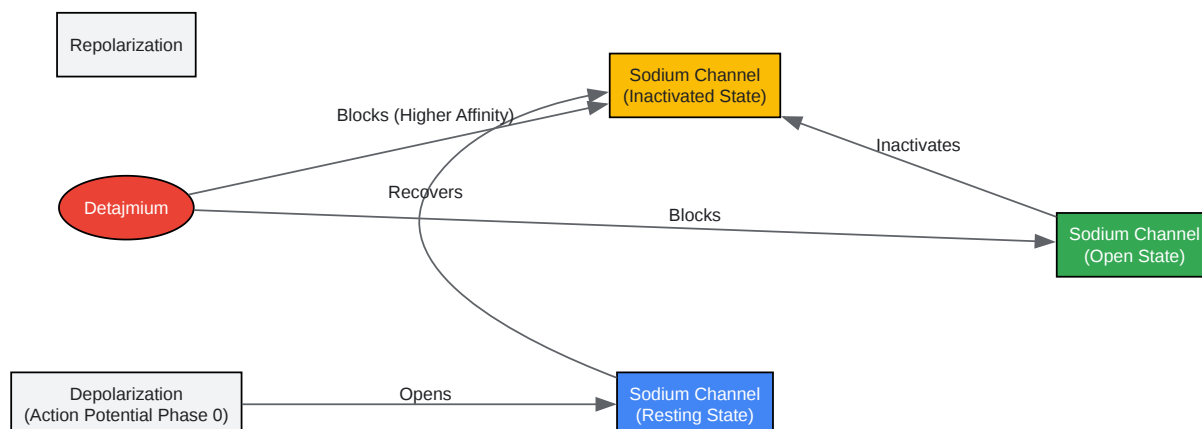 Repolarization
Sodium Channel
(Inactivated State)
Blocks (Higher Affinity)
Inactivates
Recovers
Detajmium
Blocks
Sodium Channel
(Open State)
Depolarization
(Action Potential Phase 0)
Opens
Sodium Channel
(Resting State)